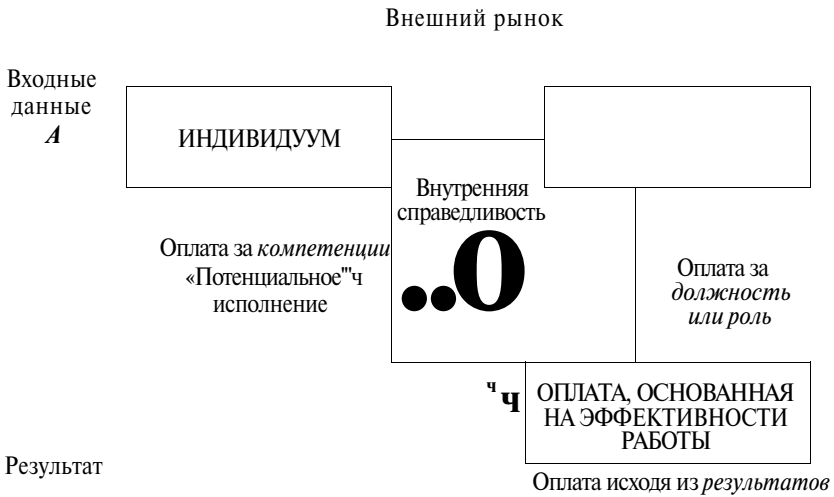 Внешний рынок
Входные
данные
А
ИНДИВИДУУМ
Внутренняя
справедливость
Оплата за компетенции
«Потенциальное'"ч
исполнение
..0
Оплата за
должность
или роль
ч ч
ОПЛАТА, ОСНОВАННАЯ
НА ЭФФЕКТИВНОСТИ
РАБОТЫ
Результат
Оплата исходя из результатов